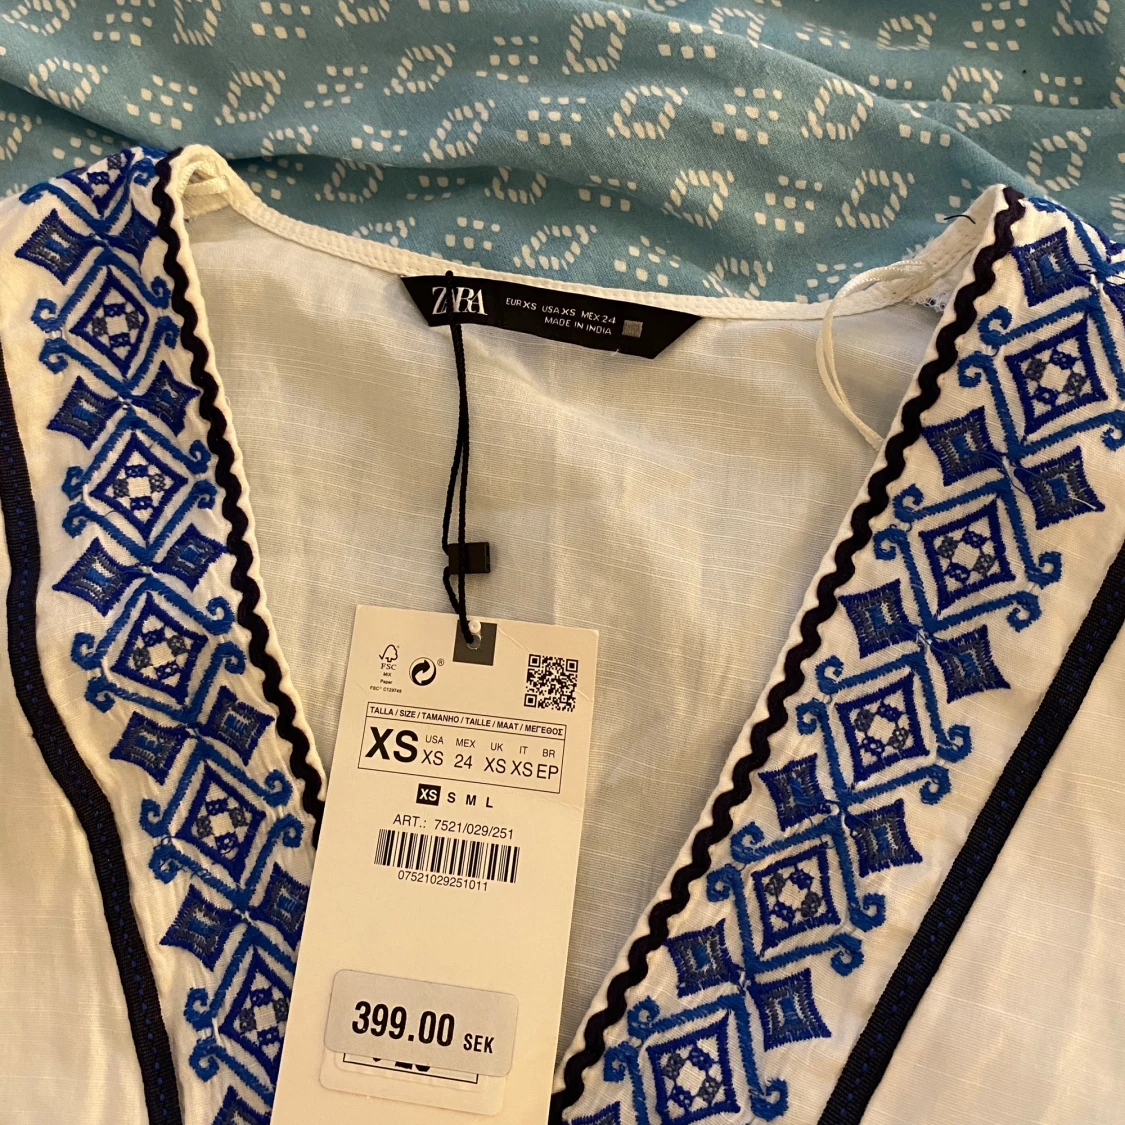 ZARA
EUR XS USA XS MEX 24
MADE IN INDIA
FSC
MIX
Paper
FSC® C129749
®
TALLA / SIZE / TAMANHO / TAILLE / MAAT / ΜΕΓΕΘΟΣ
XS USA MEX UK IT BR
XS 24 XS XS EP
XS S M L
ART.: 7521/029/251
07521029251011
399.00 SEK